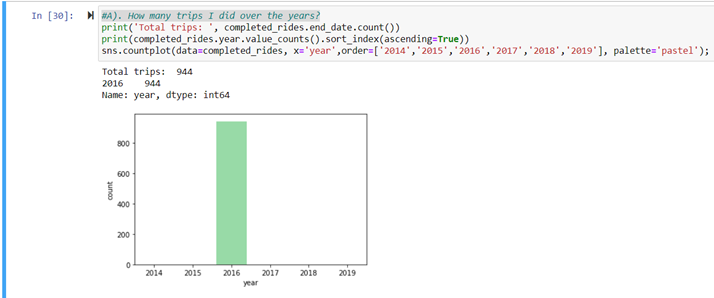 In [30]:
#A). How many trips I did over the years?
print('Total trips: ', completed_rides.end_date.count())
print(completed_rides.year.value_counts().sort_index(ascending=True))
sns.countplot(data=completed_rides, x='year',order=['2014','2015','2016','2017','2018','2019'], palette='pastel');
Total trips:  944
2016    944
Name: year, dtype: int64
800
600
400
200
0
count
2014 2015 2016 2017 2018 2019
year